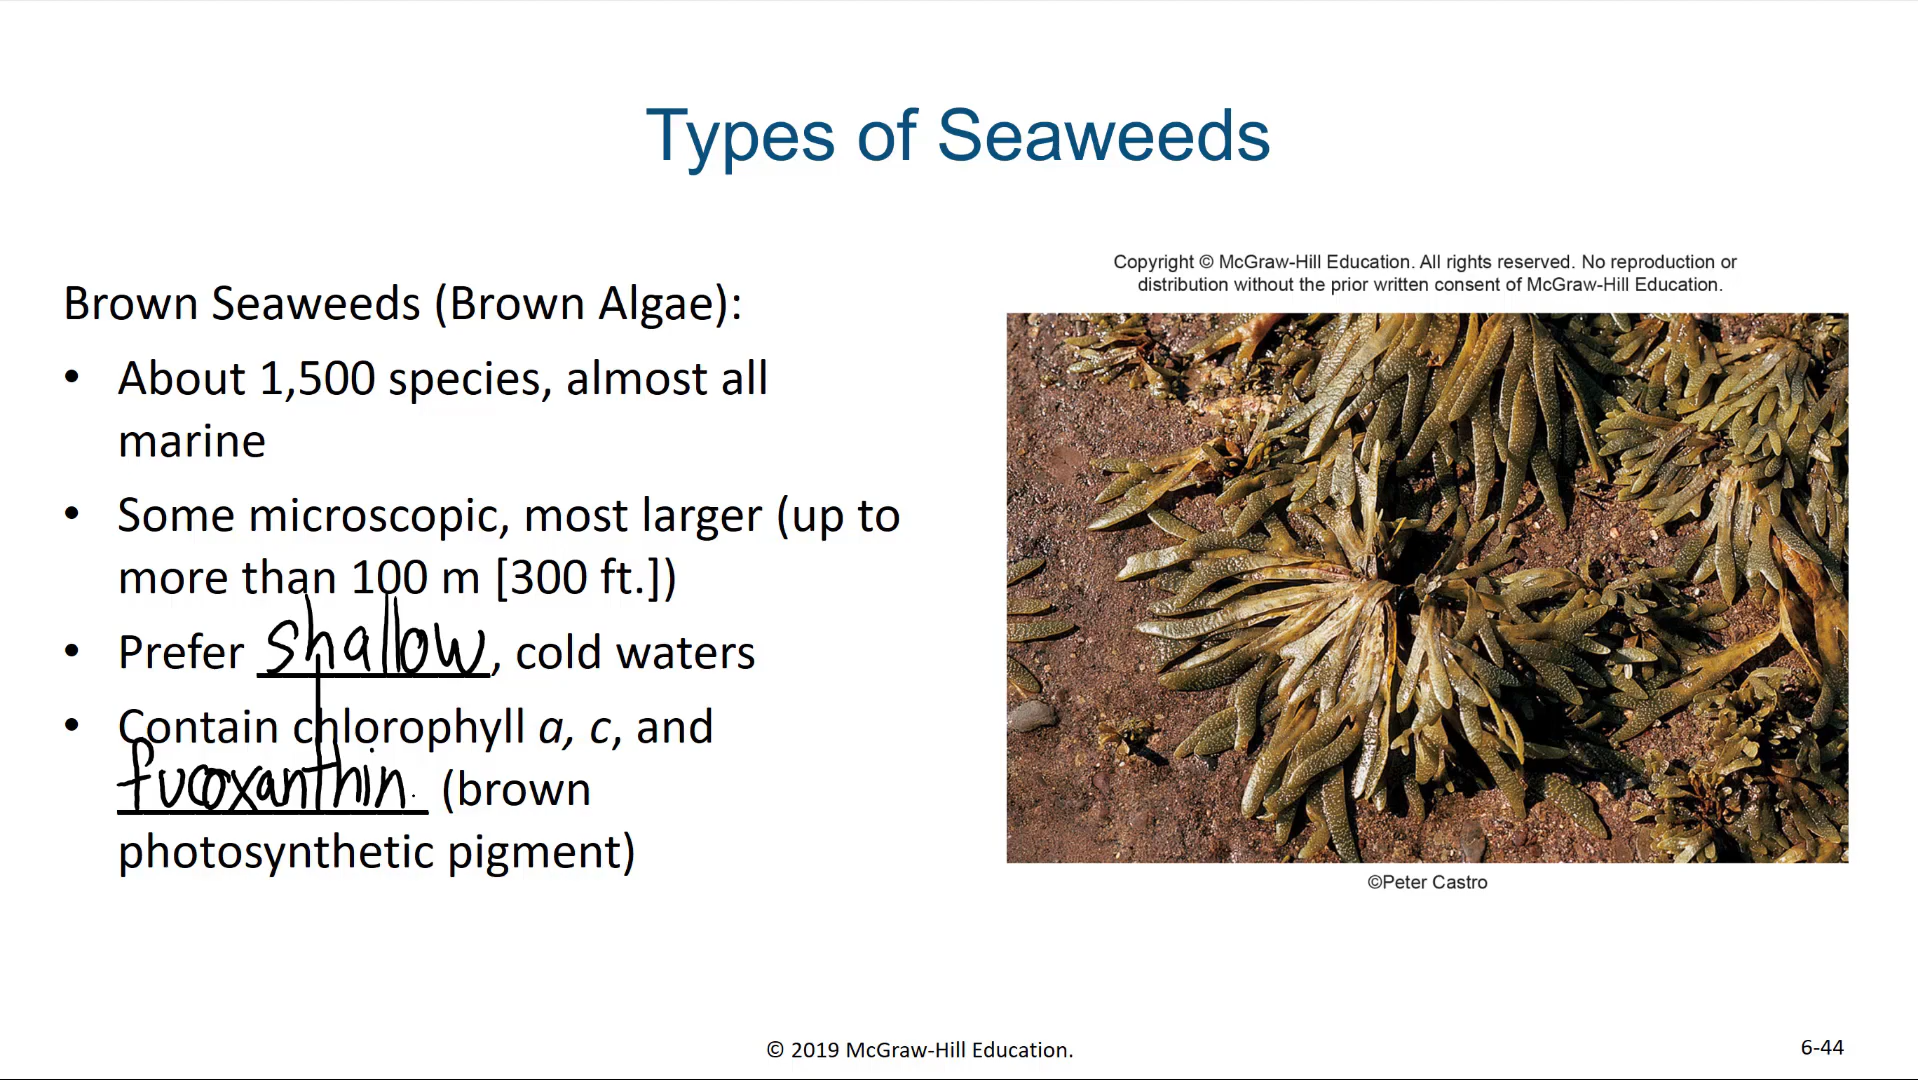 Types of Seaweeds
Brown Seaweeds (Brown Algae):
• About 1,500 species, almost all
marine
• Some microscopic, most larger (up to
more than 100 m [300 ft.])
• Prefer shallow, cold waters
• Contain chlorophyll a, c, and
fucoxanthin (brown
photosynthetic pigment)
Copyright © McGraw-Hill Education. All rights reserved. No reproduction or
distribution without the prior written consent of McGraw-Hill Education.
©Peter Castro
© 2019 McGraw-Hill Education.
6-44